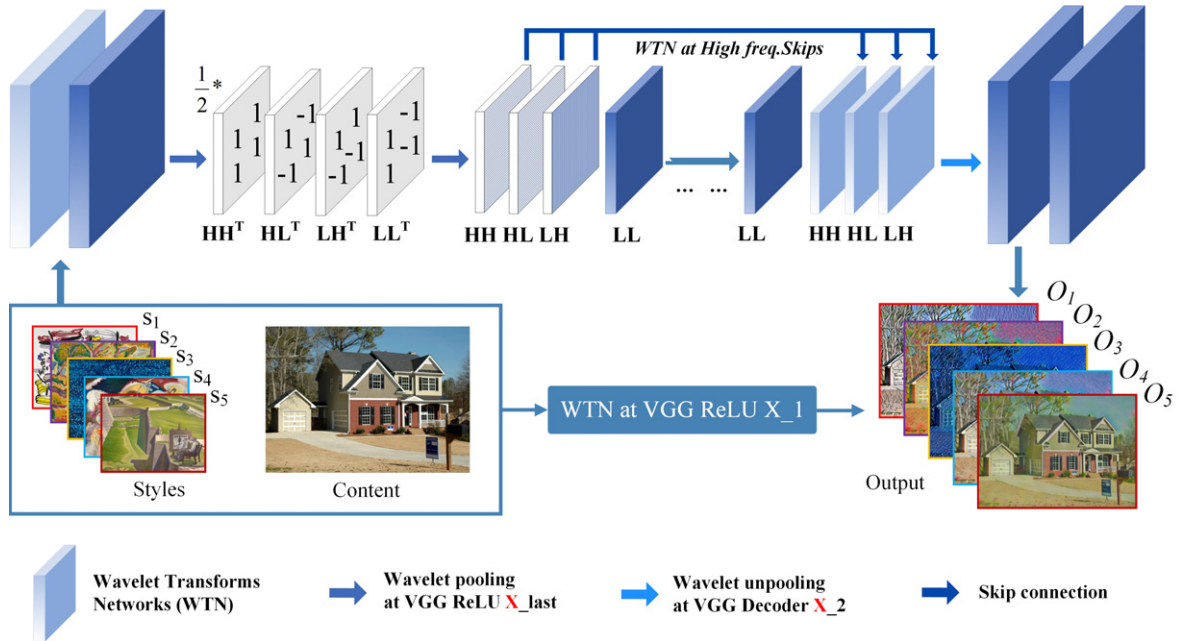 WTN at High freq.Skips
1
2 *
1 1 1 1
-1 1 1 -1
1 -1 1 -1
-1 -1 -1 1
HH^T HL^T LH^T LL^T
HH HL LH LL
... ...
LL HH HL LH
S1
S2
S3
S4
S5
Styles
Content
WTN at VGG ReLU X_1
O1
O2
O3
O4
O5
Output
Wavelet Transforms
Networks (WTN)
Wavelet pooling
at VGG ReLU X_last
Wavelet unpooling
at VGG Decoder X_2
Skip connection